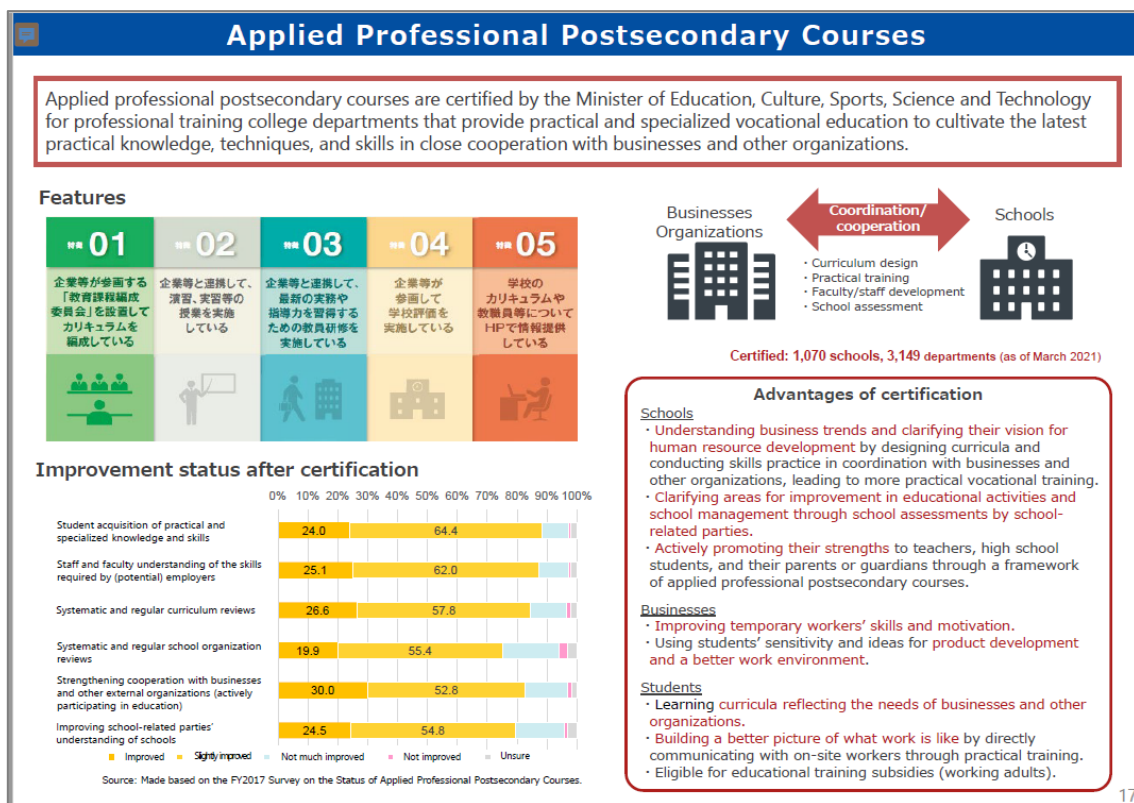 Applied Professional Postsecondary Courses
Applied professional postsecondary courses are certified by the Minister of Education, Culture, Sports, Science and Technology
for professional training college departments that provide practical and specialized vocational education to cultivate the latest
practical knowledge, techniques, and skills in close cooperation with businesses and other organizations.
Features
特徴 01
企業等が参画する
「教育課程編成
委員会」を設置して
カリキュラムを
編成している
特徴 02
企業等と連携して、
演習、実習等の
授業を実施
している
特徴 03
企業等と連携して、
最新の実務や
指導力を習得する
ための教員研修を
実施している
特徴 04
企業等が
参画して
学校評価を
実施している
特徴 05
学校の
カリキュラムや
教職員等について
HPで情報提供
している
Businesses
Organizations
Coordination/
cooperation
Schools
・Curriculum design
・Practical training
・Faculty/staff development
・School assessment
Certified: 1,070 schools, 3,149 departments (as of March 2021)
Improvement status after certification
0% 10% 20% 30% 40% 50% 60% 70% 80% 90% 100%
Student acquisition of practical and
specialized knowledge and skills
24.0 64.4
Staff and faculty understanding of the skills
required by (potential) employers
25.1 62.0
Systematic and regular curriculum reviews
26.6 57.8
Systematic and regular school organization
reviews
19.9 55.4
Strengthening cooperation with businesses
and other external organizations (actively
participating in education)
30.0 52.8
Improving school-related parties'
understanding of schools
24.5 54.8
Improved Slightly improved Not much improved Not improved Unsure
Source: Made based on the FY2017 Survey on the Status of Applied Professional Postsecondary Courses.
Advantages of certification
Schools
・Understanding business trends and clarifying their vision for
human resource development by designing curricula and
conducting skills practice in coordination with businesses and
other organizations, leading to more practical vocational training.
・Clarifying areas for improvement in educational activities and
school management through school assessments by school-
related parties.
・Actively promoting their strengths to teachers, high school
students, and their parents or guardians through a framework
of applied professional postsecondary courses.
Businesses
・Improving temporary workers' skills and motivation.
・Using students' sensitivity and ideas for product development
and a better work environment.
Students
・Learning curricula reflecting the needs of businesses and other
organizations.
・Building a better picture of what work is like by directly
communicating with on-site workers through practical training.
・Eligible for educational training subsidies (working adults).
17